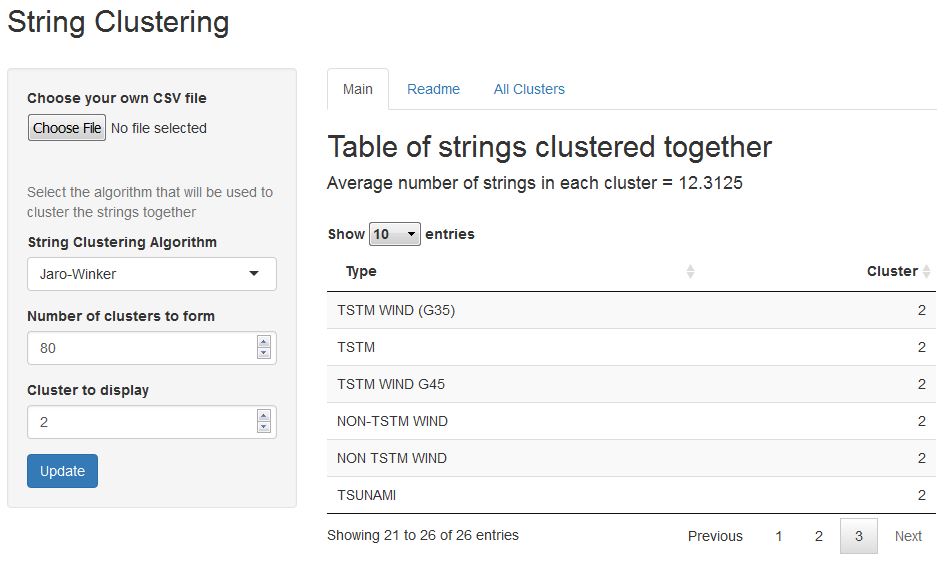 String Clustering
Choose your own CSV file
Choose File No file selected
Select the algorithm that will be used to
cluster the strings together
String Clustering Algorithm
Jaro-Winker
Number of clusters to form
80
Cluster to display
2
Update
Main Readme All Clusters
Table of strings clustered together
Average number of strings in each cluster = 12.3125
Show 10 entries
Type Cluster
TSTM WIND (G35) 2
TSTM 2
TSTM WIND G45 2
NON-TSTM WIND 2
NON TSTM WIND 2
TSUNAMI 2
Showing 21 to 26 of 26 entries Previous 1 2 3 Next